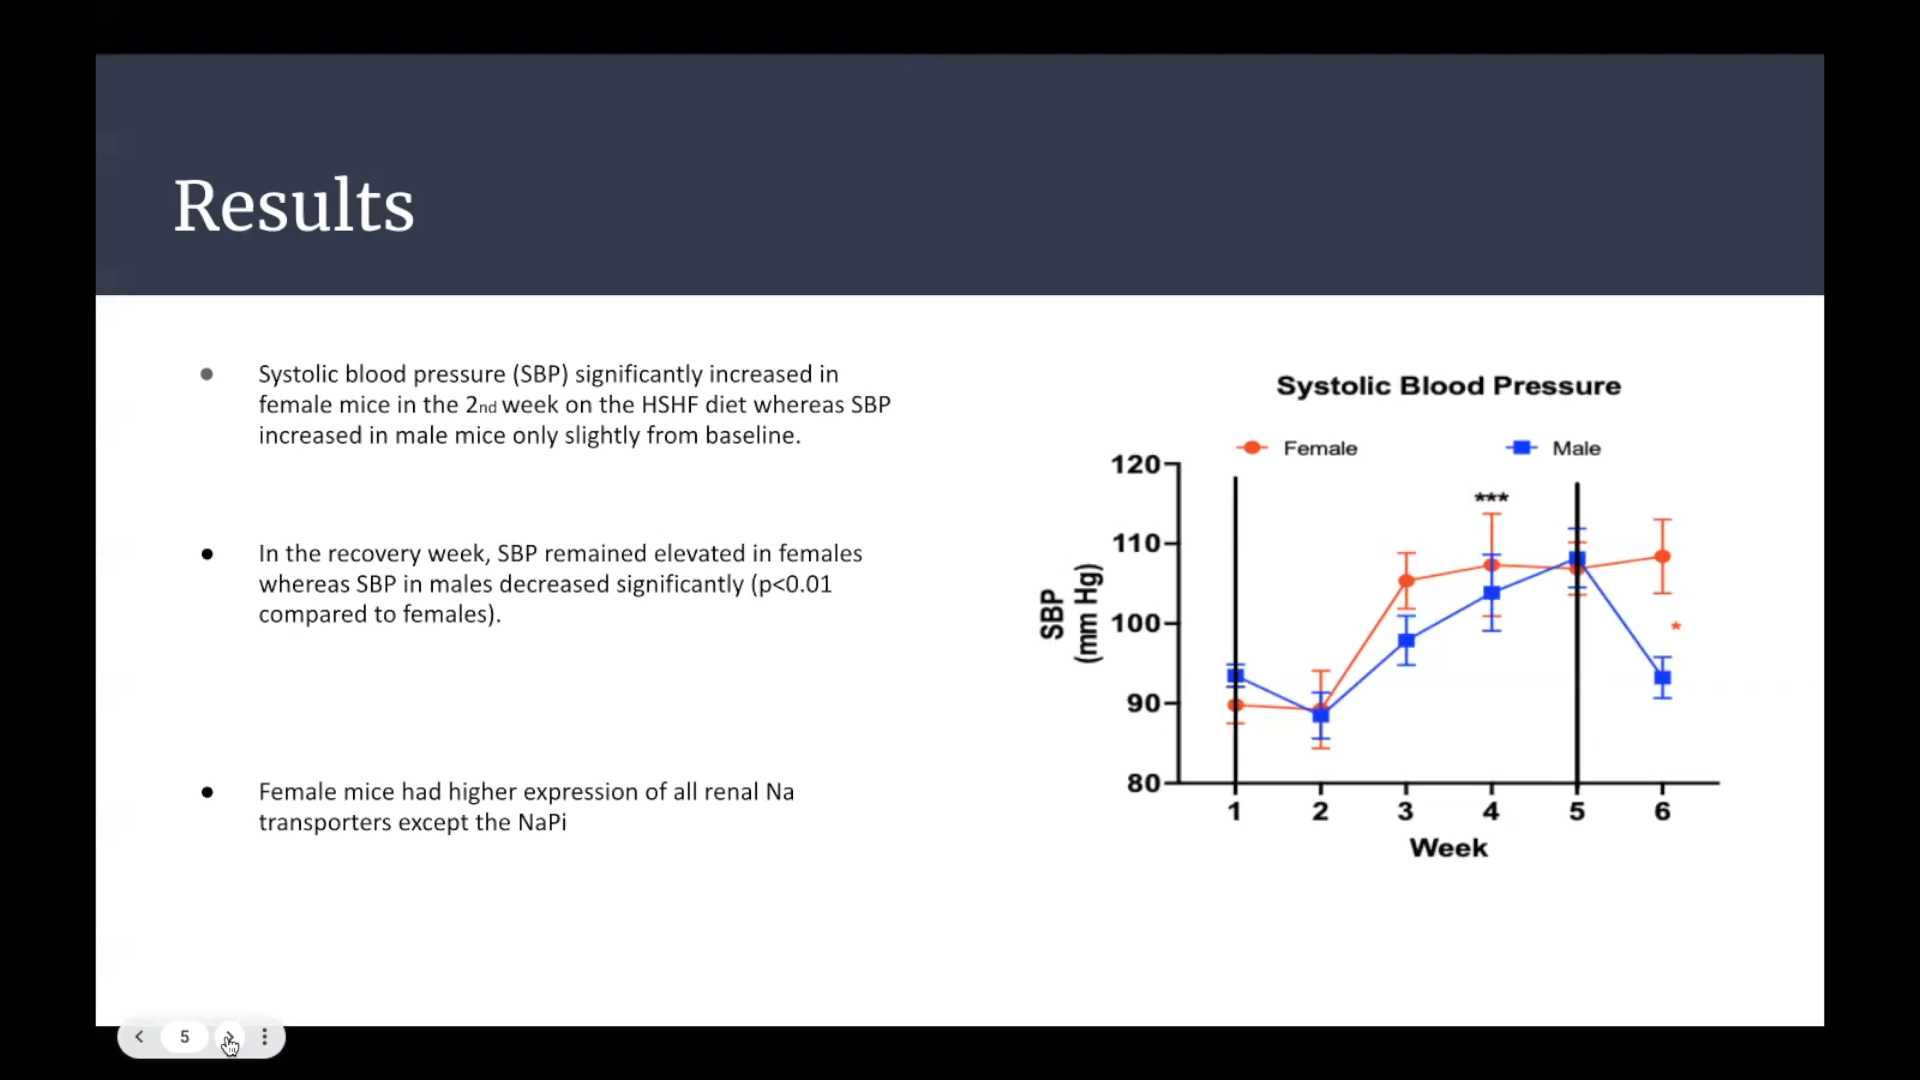 Results
● Systolic blood pressure (SBP) significantly increased in
female mice in the 2nd week on the HSHF diet whereas SBP
increased in male mice only slightly from baseline.
● In the recovery week, SBP remained elevated in females
whereas SBP in males decreased significantly (p<0.01
compared to females).
● Female mice had higher expression of all renal Na
transporters except the NaPi
Systolic Blood Pressure
Female Male
120
***
110
100
*
90
80
SBP
(mm Hg)
1 2 3 4 5 6
Week
5